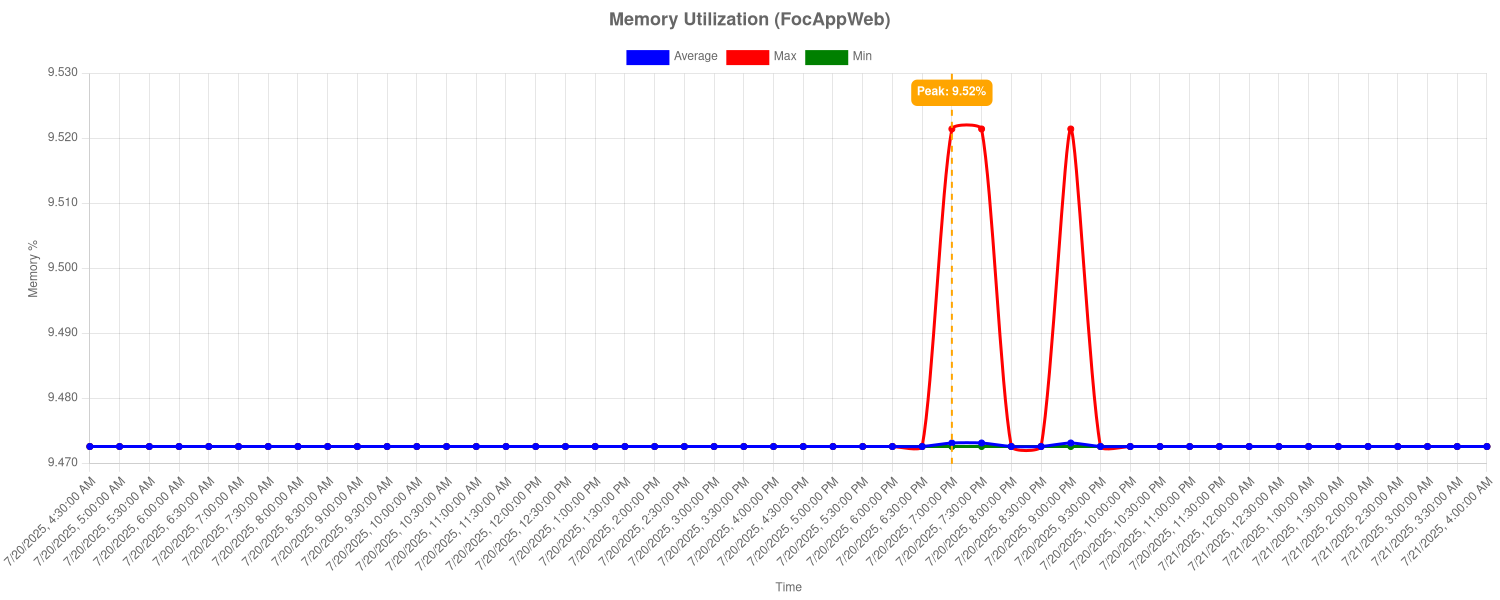 Memory Utilization (FocAppWeb)
Average Max Min
Peak: 9.52%
9.530
9.520
9.510
9.500
9.490
9.480
9.470
Memory %
7/20/2025, 4:30:00 AM
7/20/2025, 5:00:00 AM
7/20/2025, 5:30:00 AM
7/20/2025, 6:00:00 AM
7/20/2025, 6:30:00 AM
7/20/2025, 7:00:00 AM
7/20/2025, 7:30:00 AM
7/20/2025, 8:00:00 AM
7/20/2025, 8:30:00 AM
7/20/2025, 9:00:00 AM
7/20/2025, 9:30:00 AM
7/20/2025, 10:00:00 AM
7/20/2025, 10:30:00 AM
7/20/2025, 11:00:00 AM
7/20/2025, 11:30:00 AM
7/20/2025, 12:00:00 PM
7/20/2025, 12:30:00 PM
7/20/2025, 1:00:00 PM
7/20/2025, 1:30:00 PM
7/20/2025, 2:00:00 PM
7/20/2025, 2:30:00 PM
7/20/2025, 3:00:00 PM
7/20/2025, 3:30:00 PM
7/20/2025, 4:00:00 PM
7/20/2025, 4:30:00 PM
7/20/2025, 5:00:00 PM
7/20/2025, 5:30:00 PM
7/20/2025, 6:00:00 PM
7/20/2025, 6:30:00 PM
7/20/2025, 7:00:00 PM
7/20/2025, 7:30:00 PM
7/20/2025, 8:00:00 PM
7/20/2025, 8:30:00 PM
7/20/2025, 9:00:00 PM
7/20/2025, 9:30:00 PM
7/20/2025, 10:00:00 PM
7/20/2025, 10:30:00 PM
7/20/2025, 11:00:00 PM
7/20/2025, 11:30:00 PM
7/21/2025, 12:00:00 AM
7/21/2025, 12:30:00 AM
7/21/2025, 1:00:00 AM
7/21/2025, 1:30:00 AM
7/21/2025, 2:00:00 AM
7/21/2025, 2:30:00 AM
7/21/2025, 3:00:00 AM
7/21/2025, 3:30:00 AM
7/21/2025, 4:00:00 AM
Time